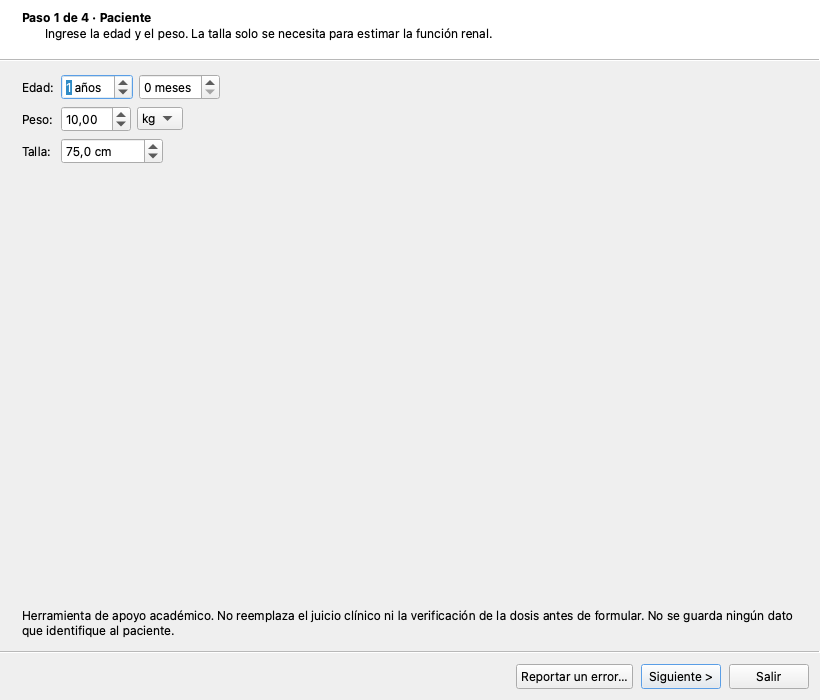 Paso 1 de 4 · Paciente
Ingrese la edad y el peso. La talla solo se necesita para estimar la función renal.
Edad: 1 años 0 meses
Peso: 10,00 kg
Talla: 75,0 cm
Herramienta de apoyo académico. No reemplaza el juicio clínico ni la verificación de la dosis antes de formular. No se guarda ningún dato
que identifique al paciente.
Reportar un error... Siguiente > Salir